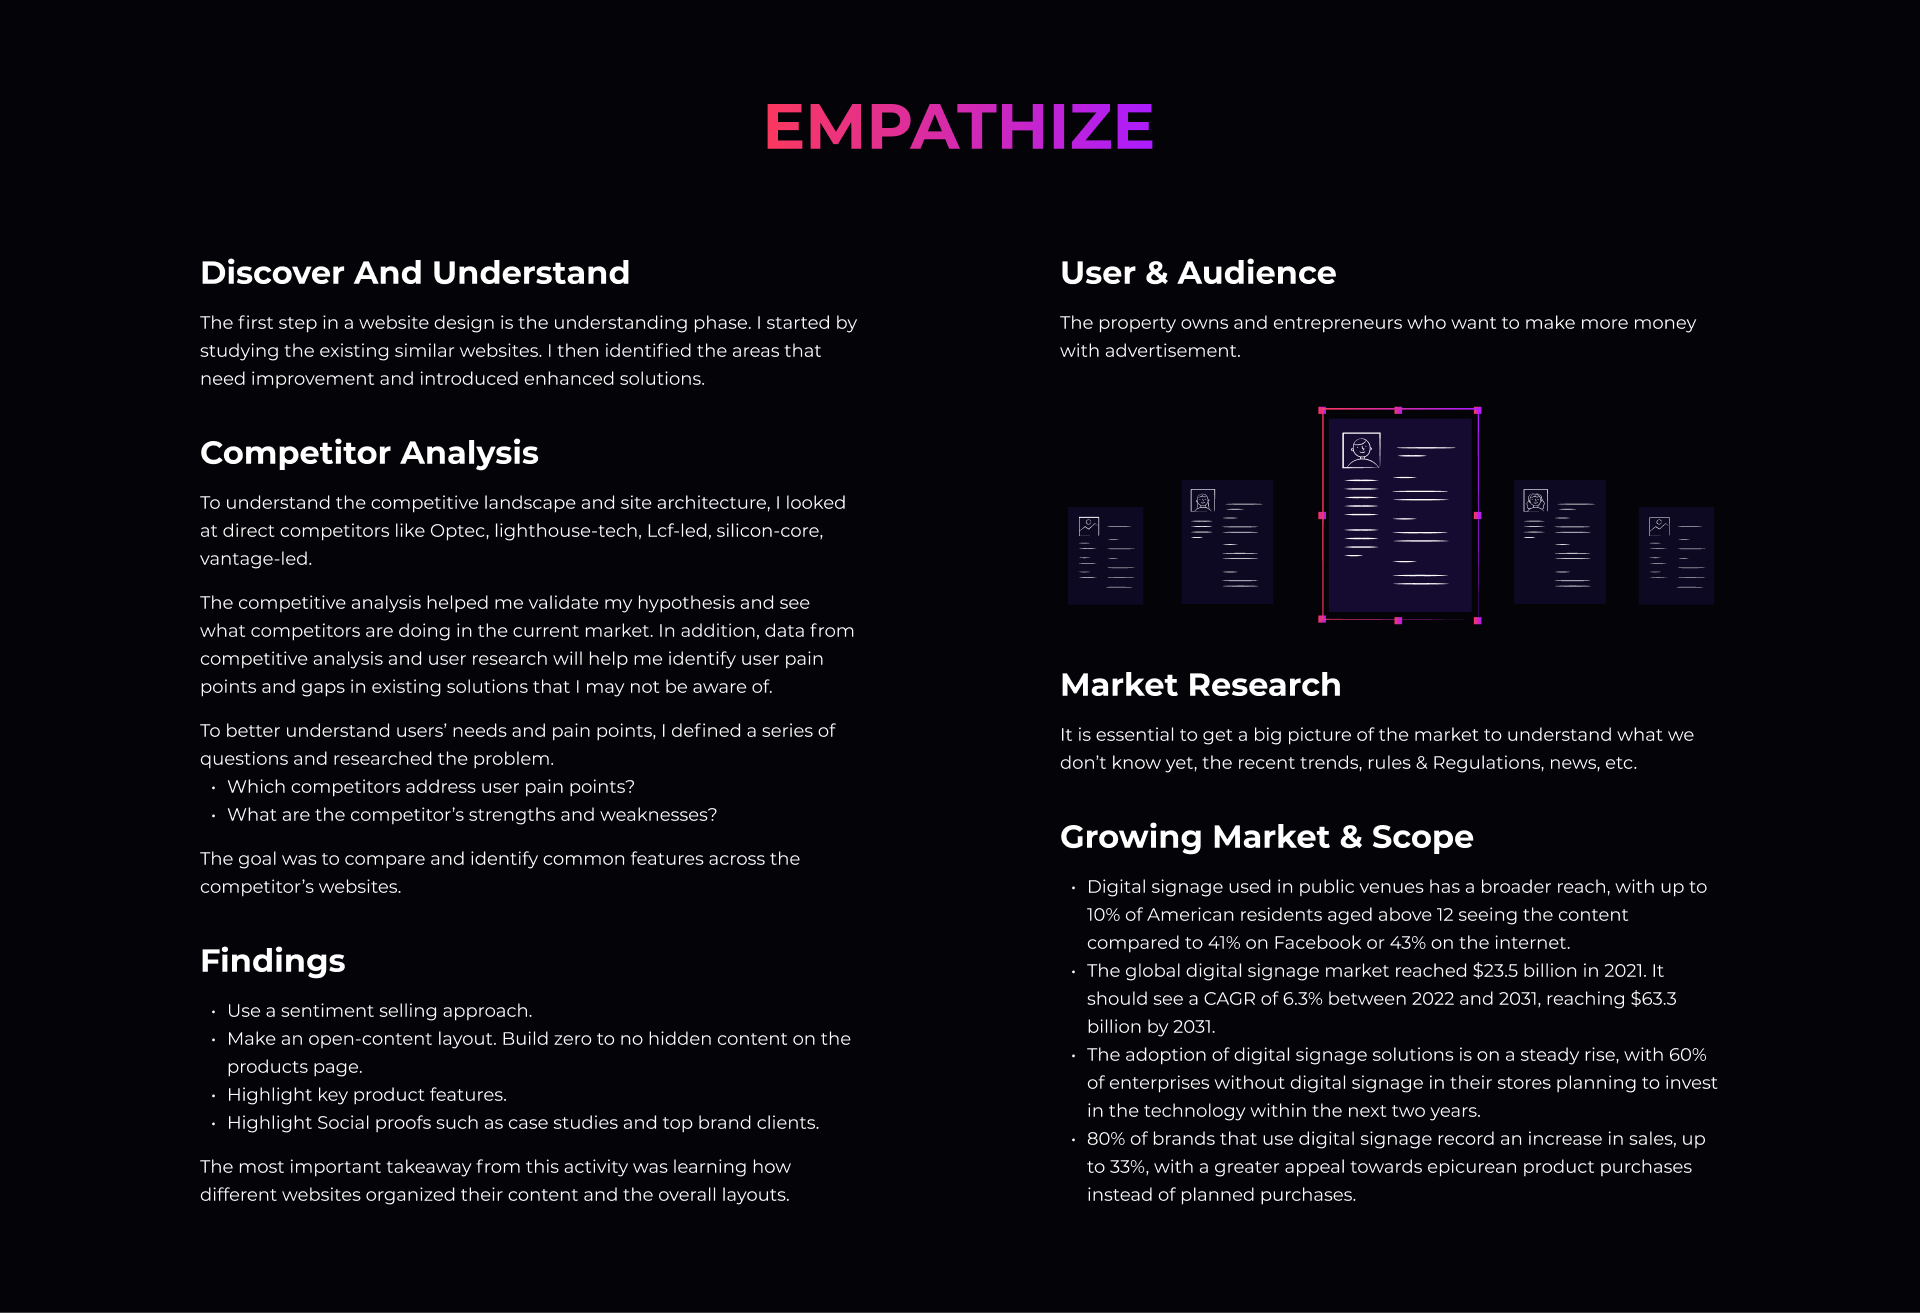 EMPATHIZE
Discover And Understand
The first step in a website design is the understanding phase. I started by
studying the existing similar websites. I then identified the areas that
need improvement and introduced enhanced solutions.
Competitor Analysis
To understand the competitive landscape and site architecture, I looked
at direct competitors like Optec, lighthouse-tech, Lcf-led, silicon-core,
vantage-led.
The competitive analysis helped me validate my hypothesis and see
what competitors are doing in the current market. In addition, data from
competitive analysis and user research will help me identify user pain
points and gaps in existing solutions that I may not be aware of.
To better understand users’ needs and pain points, I defined a series of
questions and researched the problem.
• Which competitors address user pain points?
• What are the competitor’s strengths and weaknesses?
The goal was to compare and identify common features across the
competitor’s websites.
Findings
• Use a sentiment selling approach.
• Make an open-content layout. Build zero to no hidden content on the
products page.
• Highlight key product features.
• Highlight Social proofs such as case studies and top brand clients.
The most important takeaway from this activity was learning how
different websites organized their content and the overall layouts.
User & Audience
The property owns and entrepreneurs who want to make more money
with advertisement.
Market Research
It is essential to get a big picture of the market to understand what we
don’t know yet, the recent trends, rules & Regulations, news, etc.
Growing Market & Scope
• Digital signage used in public venues has a broader reach, with up to
10% of American residents aged above 12 seeing the content
compared to 41% on Facebook or 43% on the internet.
• The global digital signage market reached $23.5 billion in 2021. It
should see a CAGR of 6.3% between 2022 and 2031, reaching $63.3
billion by 2031.
• The adoption of digital signage solutions is on a steady rise, with 60%
of enterprises without digital signage in their stores planning to invest
in the technology within the next two years.
• 80% of brands that use digital signage record an increase in sales, up
to 33%, with a greater appeal towards epicurean product purchases
instead of planned purchases.